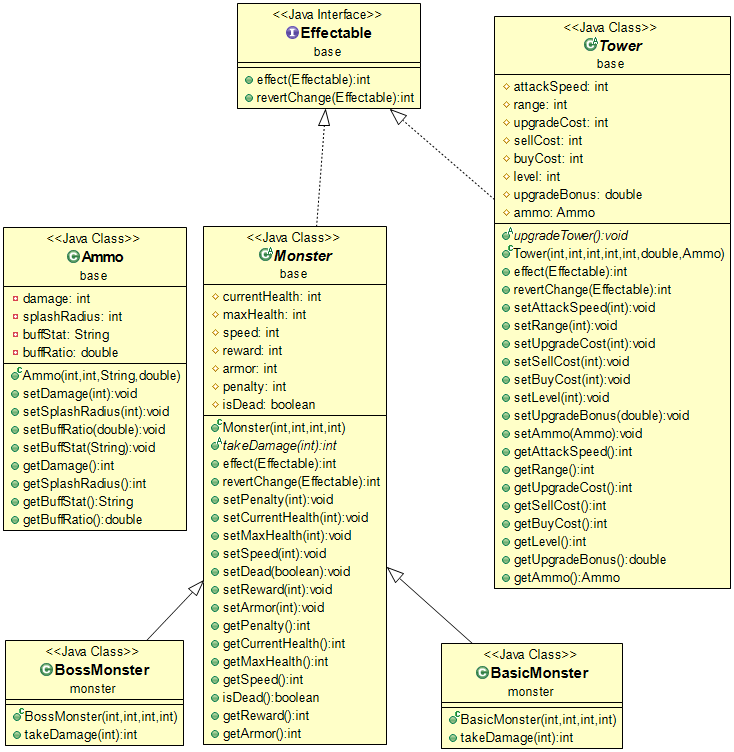 <<Java Interface>>
Effectable
base
effect(Effectable):int
revertChange(Effectable):int
<<Java Class>>
Tower
base
attackSpeed: int
range: int
upgradeCost: int
sellCost: int
buyCost: int
level: int
upgradeBonus: double
ammo: Ammo
upgradeTower():void
Tower(int,int,int,int,int,double,Ammo)
effect(Effectable):int
revertChange(Effectable):int
setAttackSpeed(int):void
setRange(int):void
setUpgradeCost(int):void
setSellCost(int):void
setBuyCost(int):void
setLevel(int):void
setUpgradeBonus(double):void
setAmmo(Ammo):void
getAttackSpeed():int
getRange():int
getUpgradeCost():int
getSellCost():int
getBuyCost():int
getLevel():int
getUpgradeBonus():double
getAmmo():Ammo
<<Java Class>>
Ammo
base
damage: int
splashRadius: int
buffStat: String
buffRatio: double
Ammo(int,int,String,double)
setDamage(int):void
setSplashRadius(int):void
setBuffRatio(double):void
setBuffStat(String):void
getDamage():int
getSplashRadius():int
getBuffStat():String
getBuffRatio():double
<<Java Class>>
Monster
base
currentHealth: int
maxHealth: int
speed: int
reward: int
armor: int
penalty: int
isDead: boolean
Monster(int,int,int,int)
takeDamage(int):int
effect(Effectable):int
revertChange(Effectable):int
setPenalty(int):void
setCurrentHealth(int):void
setMaxHealth(int):void
setSpeed(int):void
setDead(boolean):void
setReward(int):void
setArmor(int):void
getPenalty():int
getCurrentHealth():int
getMaxHealth():int
getSpeed():int
isDead():boolean
getReward():int
getArmor():int
<<Java Class>>
BossMonster
monster
BossMonster(int,int,int,int)
takeDamage(int):int
<<Java Class>>
BasicMonster
monster
BasicMonster(int,int,int,int)
takeDamage(int):int